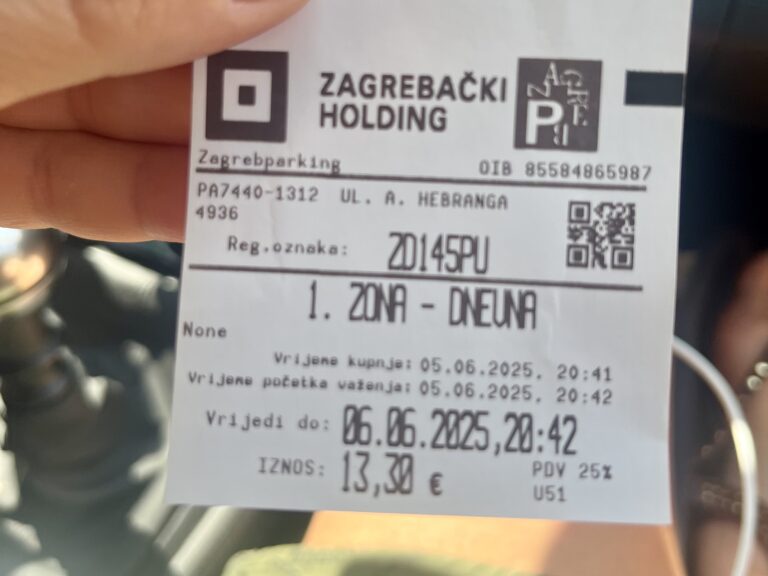 ZAGREBAČKI
HOLDING
ZAGREB
P
Zagrebparking OIB 85584865987
PA7440-1312 UL. A. HEBRANGA
4936
Reg.oznaka: ZD145PU
1. ZONA - DNEVNA
None
Vrijeme kupnje: 05.06.2025. 20:41
Vrijeme početka važenja: 05.06.2025. 20:42
Vrijedi do: 06.06.2025,20:42
IZNOS: 13,30 € PDV 25%
U51